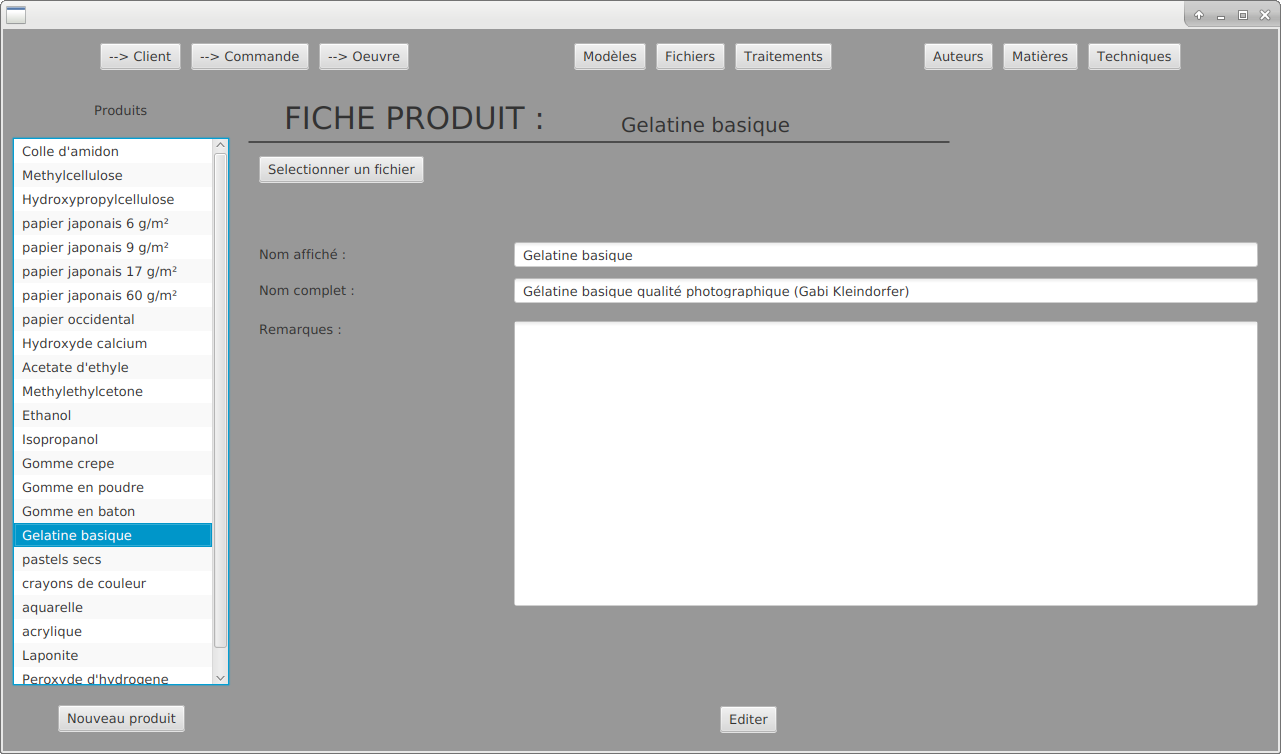 --> Client --> Commande --> Oeuvre Modèles Fichiers Traitements Auteurs Matières Techniques
Produits
FICHE PRODUIT : Gelatine basique
Colle d'amidon
Methylcellulose
Hydroxypropylcellulose
papier japonais 6 g/m²
papier japonais 9 g/m²
papier japonais 17 g/m²
papier japonais 60 g/m²
papier occidental
Hydroxyde calcium
Acetate d'ethyle
Methylethylcetone
Ethanol
Isopropanol
Gomme crepe
Gomme en poudre
Gomme en baton
Gelatine basique
pastels secs
crayons de couleur
aquarelle
acrylique
Laponite
Peroxyde d'hydrogene
Nouveau produit
Selectionner un fichier
Nom affiché : Gelatine basique
Nom complet : Gélatine basique qualité photographique (Gabi Kleindorfer)
Remarques :
Editer